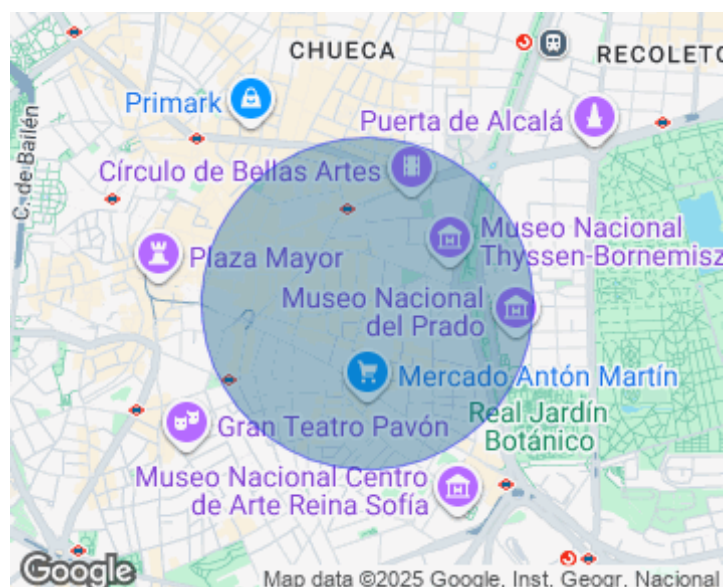 CHUECA
RECOLETO
Primark
Puerta de Alcalá
C. de Bailén
Círculo de Bellas Artes
Museo Nacional
Thyssen-Bornemisz
Plaza Mayor
Museo Nacional
del Prado
Mercado Antón Martín
Real Jardín
Botánico
Gran Teatro Pavón
Museo Nacional Centro
de Arte Reina Sofía
Google
Map data ©2025 Google, Inst. Geogr. Nacional